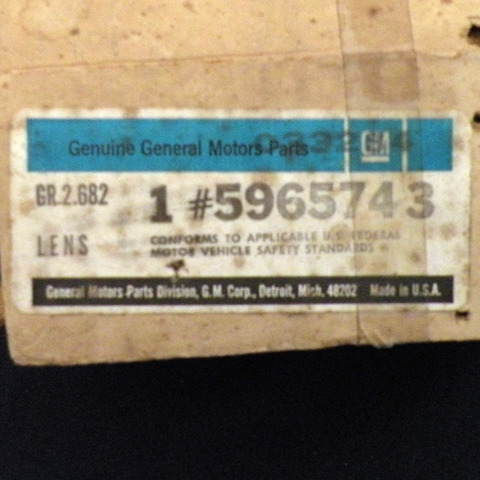 Genuine General Motors Parts GM
GR.2.682
1 #5965743
LENS
CONFORMS TO APPLICABLE U.S. FEDERAL
MOTOR VEHICLE SAFETY STANDARDS
General Motors Parts Division, G.M. Corp., Detroit, Mich. 48202 Made in U.S.A.